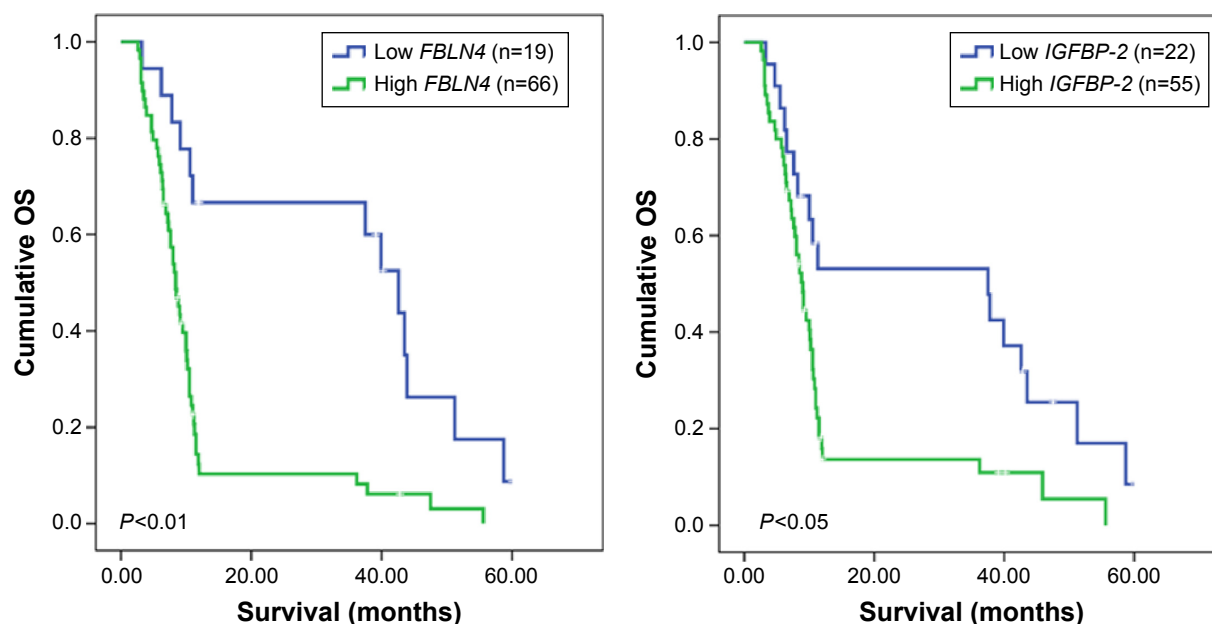 1.0
0.8
0.6
0.4
0.2
0.0
Cumulative OS
Low FBLN4 (n=19)
High FBLN4 (n=66)
P<0.01
0.00 20.00 40.00 60.00
Survival (months)
1.0
0.8
0.6
0.4
0.2
0.0
Cumulative OS
Low IGFBP-2 (n=22)
High IGFBP-2 (n=55)
P<0.05
0.00 20.00 40.00 60.00
Survival (months)